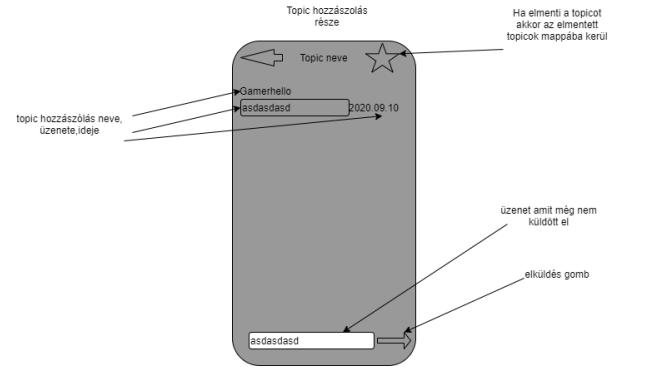 Topic hozzászolás
része
Ha elmenti a topicot
akkor az elmentett
topicok mappába kerül
Topic neve
Gamerhello
asdasdasd
2020.09.10
topic hozzászólás neve,
üzenete,ideje
üzenet amit még nem
küldött el
elküldés gomb
asdasdasd